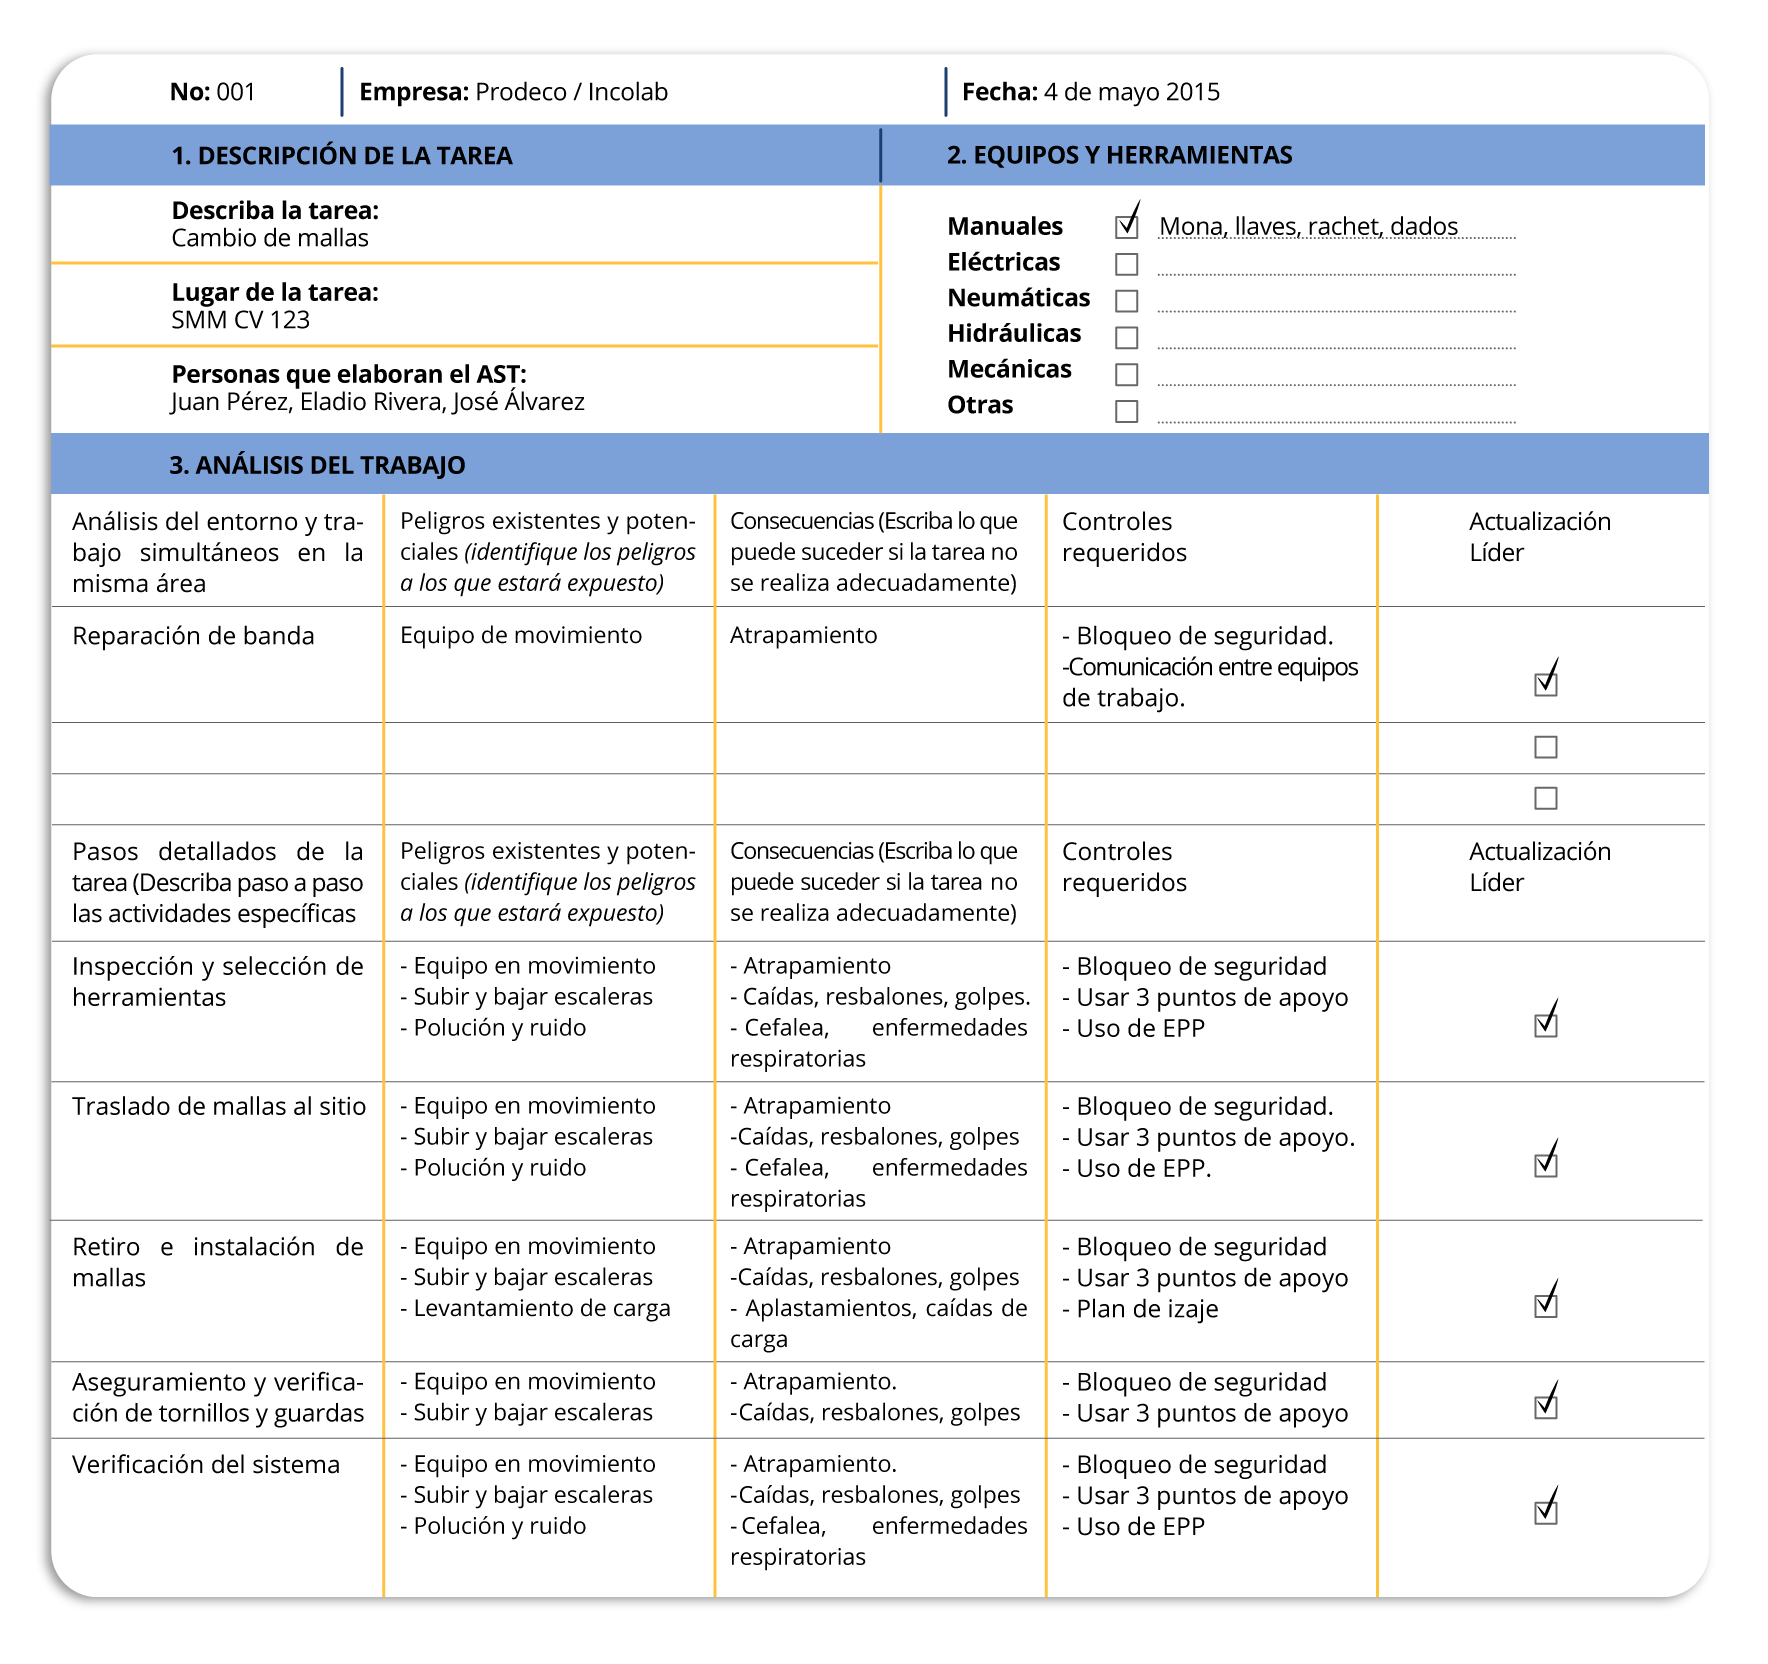 No: 001
Empresa: Prodeco / Incolab
Fecha: 4 de mayo 2015
1. DESCRIPCIÓN DE LA TAREA
2. EQUIPOS Y HERRAMIENTAS
Describa la tarea:
Cambio de mallas
Lugar de la tarea:
SMM CV 123
Personas que elaboran el AST:
Juan Pérez, Eladio Rivera, José Álvarez
Manuales
Mona, llaves, rachet, dados
Eléctricas
Neumáticas
Hidráulicas
Mecánicas
Otras
3. ANÁLISIS DEL TRABAJO
Análisis del entorno y tra-
bajo simultáneos en la
misma área
Peligros existentes y poten-
ciales (identifique los peligros
a los que estará expuesto)
Consecuencias (Escriba lo que
puede suceder si la tarea no
se realiza adecuadamente)
Controles
requeridos
Actualización
Líder
Reparación de banda
Equipo de movimiento
Atrapamiento
- Bloqueo de seguridad.
-Comunicación entre equipos
de trabajo.
Pasos detallados de la
tarea (Describa paso a paso
las actividades específicas
Peligros existentes y poten-
ciales (identifique los peligros
a los que estará expuesto)
Consecuencias (Escriba lo que
puede suceder si la tarea no
se realiza adecuadamente)
Controles
requeridos
Actualización
Líder
Inspección y selección de
herramientas
- Equipo en movimiento
- Subir y bajar escaleras
- Polución y ruido
- Atrapamiento
- Caídas, resbalones, golpes.
- Cefalea, enfermedades
respiratorias
- Bloqueo de seguridad
- Usar 3 puntos de apoyo
- Uso de EPP
Traslado de mallas al sitio
- Equipo en movimiento
- Subir y bajar escaleras
- Polución y ruido
- Atrapamiento
-Caídas, resbalones, golpes
- Cefalea, enfermedades
respiratorias
- Bloqueo de seguridad.
- Usar 3 puntos de apoyo.
- Uso de EPP.
Retiro e instalación de
mallas
- Equipo en movimiento
- Subir y bajar escaleras
- Levantamiento de carga
- Atrapamiento
-Caídas, resbalones, golpes
- Aplastamientos, caídas de
carga
- Bloqueo de seguridad
- Usar 3 puntos de apoyo
- Plan de izaje
Aseguramiento y verifica-
ción de tornillos y guardas
- Equipo en movimiento
- Subir y bajar escaleras
- Atrapamiento.
-Caídas, resbalones, golpes
- Bloqueo de seguridad
- Usar 3 puntos de apoyo
Verificación del sistema
- Equipo en movimiento
- Subir y bajar escaleras
- Polución y ruido
- Atrapamiento.
-Caídas, resbalones, golpes
-Cefalea, enfermedades
respiratorias
- Bloqueo de seguridad
- Usar 3 puntos de apoyo
- Uso de EPP